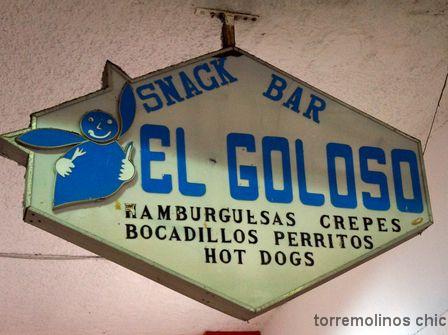 SNACK BAR
EL GOLOSO
HAMBURGUESAS CREPES
BOCADILLOS PERRITOS
HOT DOGS
torremolinos chic